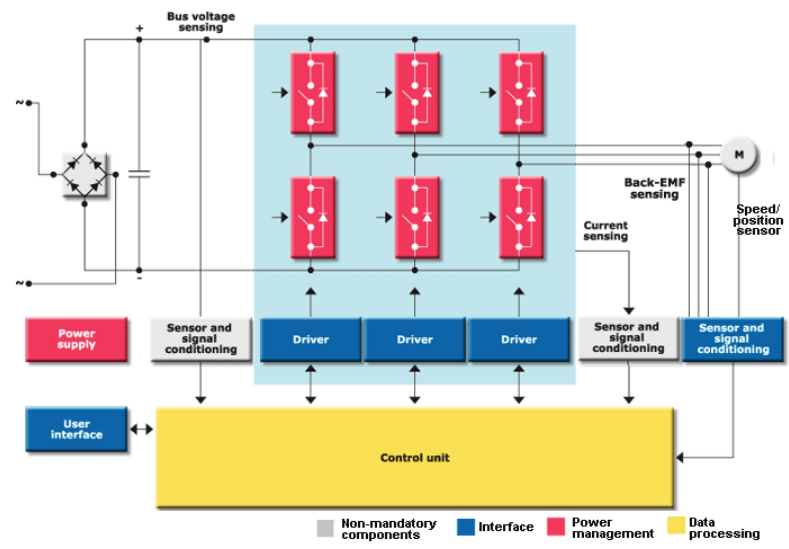 Bus voltage
sensing
+
~
M
Back-EMF
sensing
Speed/
position
sensor
Current
sensing
~
-
Power
supply
Sensor and
signal
conditioning
Driver
Driver
Driver
Sensor and
signal
conditioning
Sensor and
signal
conditioning
User
interface
Control unit
Non-mandatory
components
Interface
Power
management
Data
processing